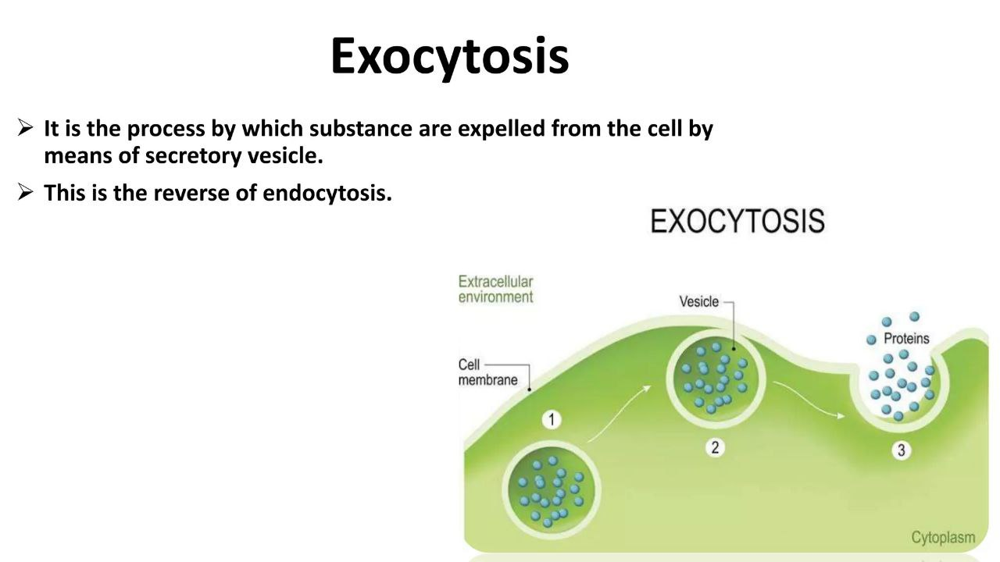 Exocytosis
➢ It is the process by which substance are expelled from the cell by
means of secretory vesicle.
➢ This is the reverse of endocytosis.
EXOCYTOSIS
Extracellular
environment
Vesicle
Proteins
Cell
membrane
1
2
3
Cytoplasm